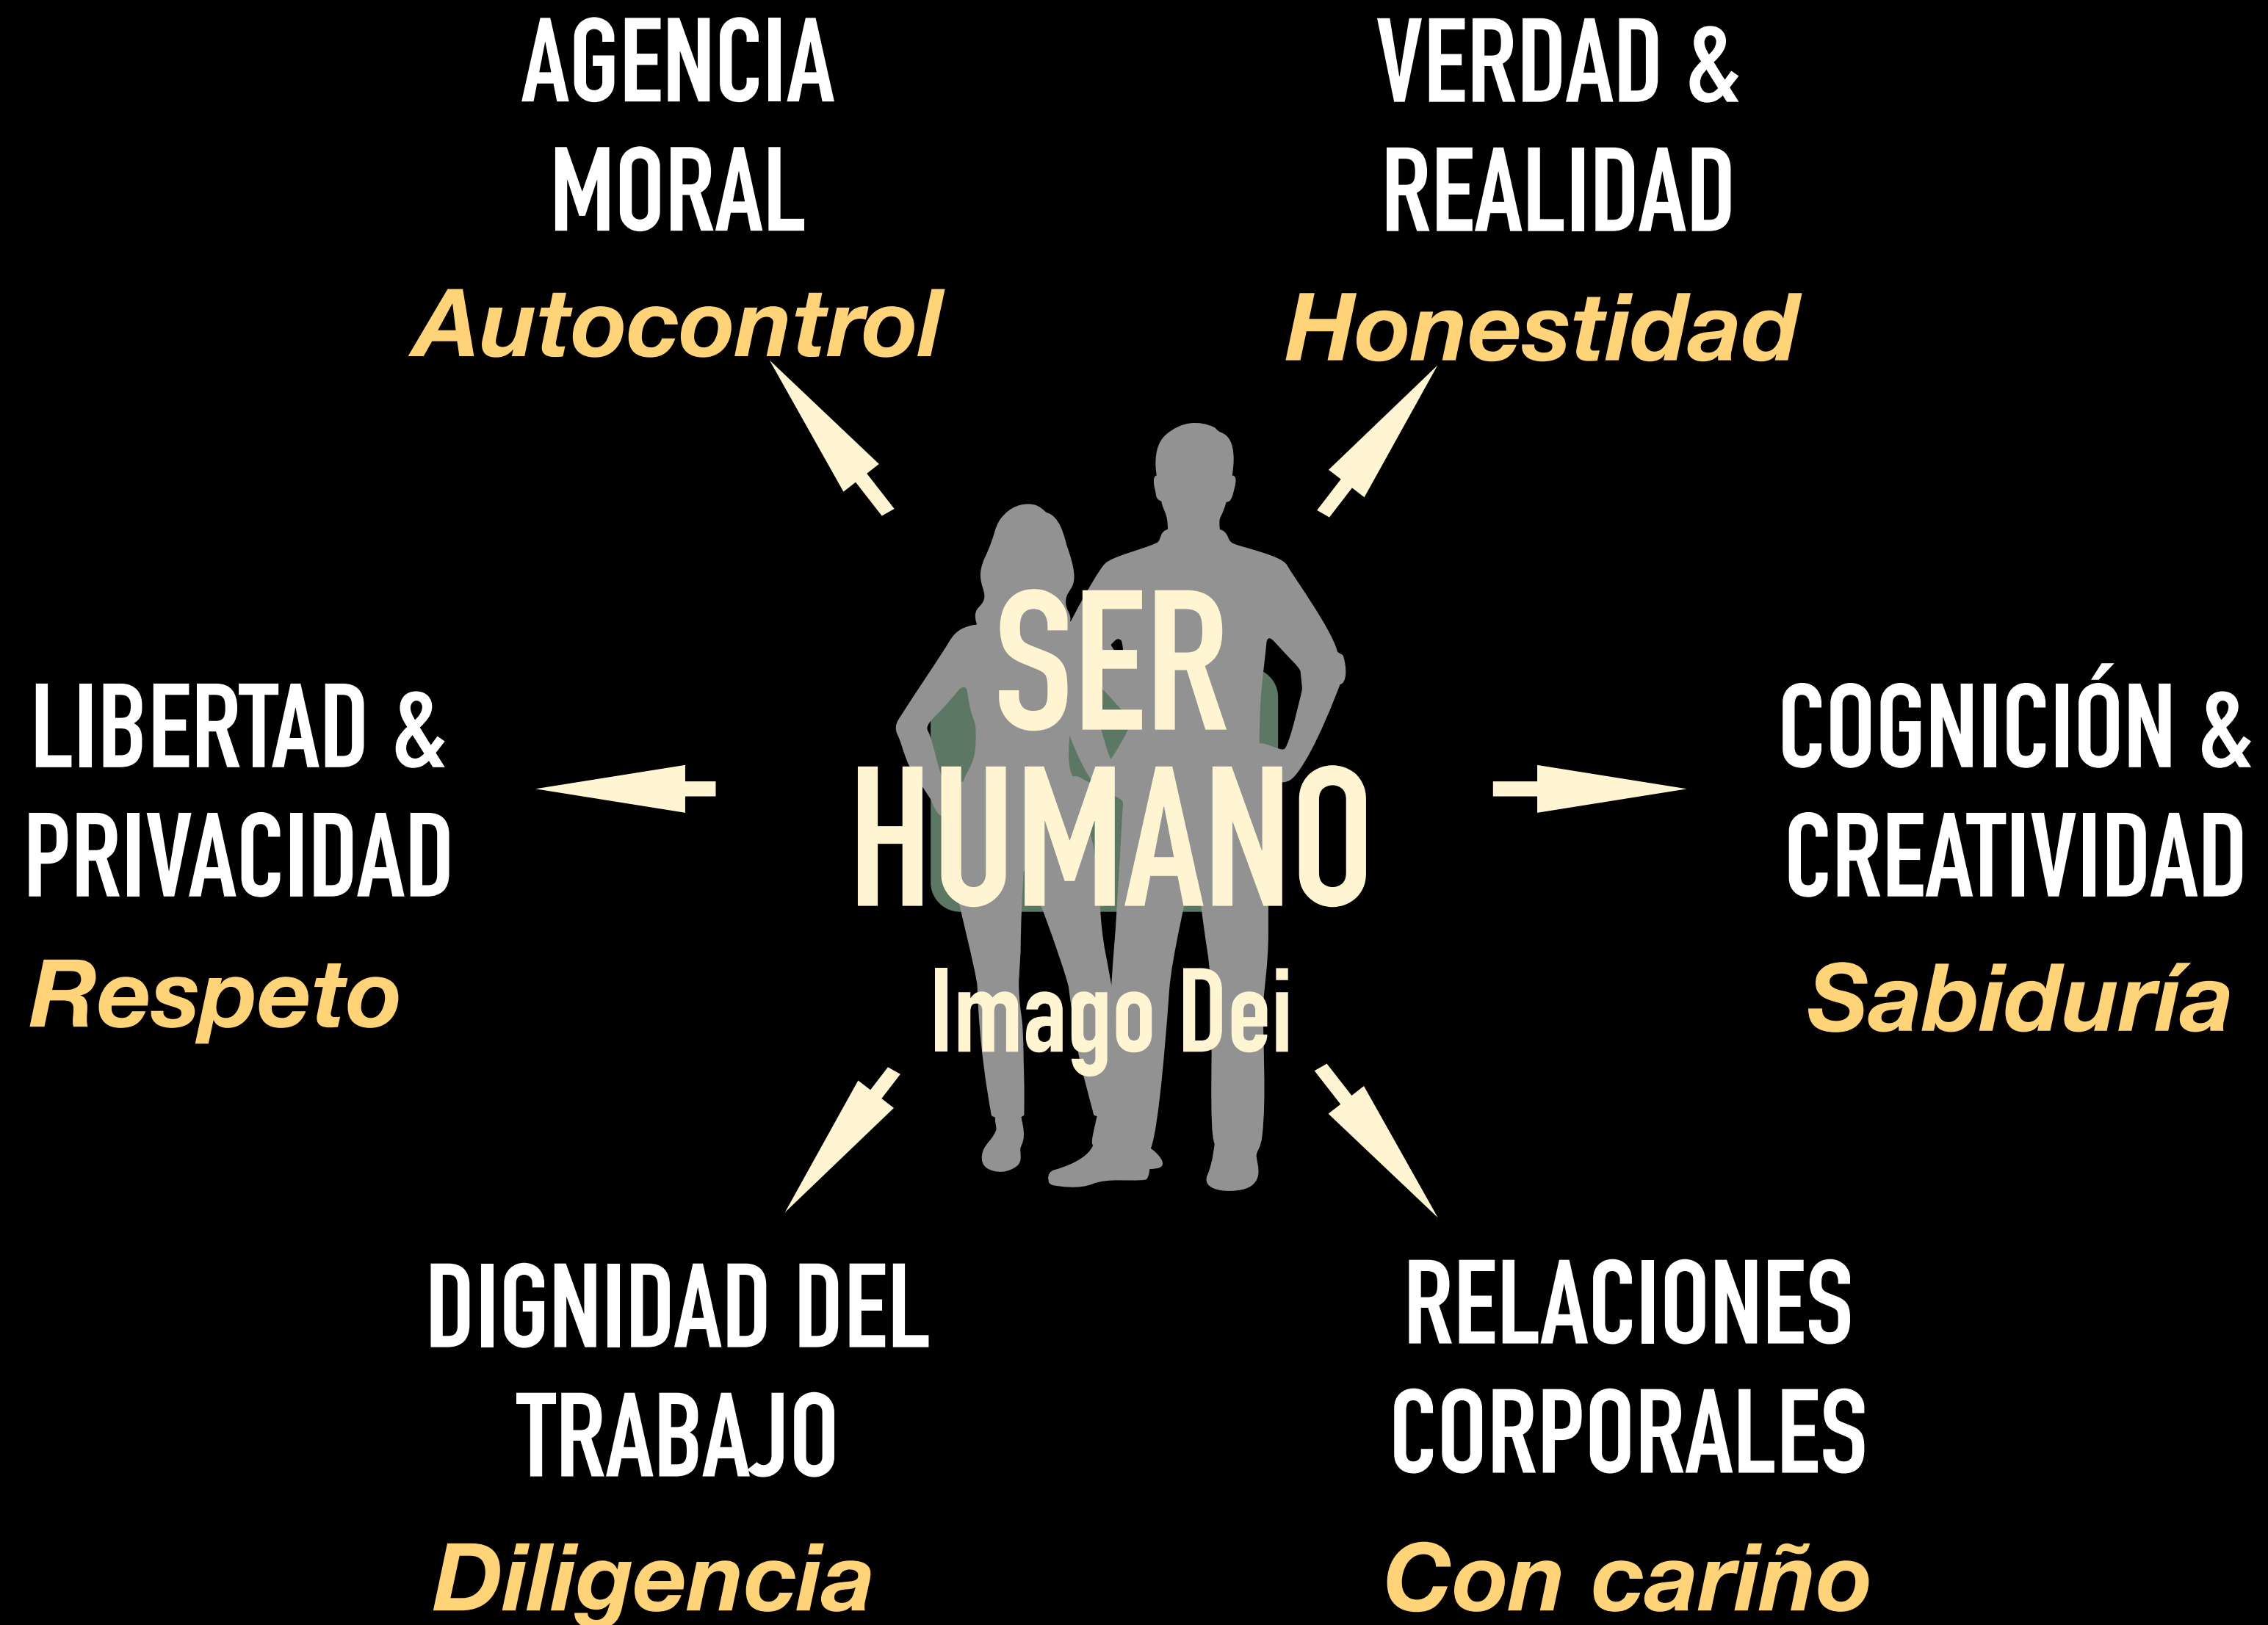 AGENCIA
MORAL
Autocontrol
VERDAD &
REALIDAD
Honestidad
LIBERTAD &
PRIVACIDAD
Respeto
SER
HUMANO
Imago Dei
COGNICIÓN &
CREATIVIDAD
Sabiduría
DIGNIDAD DEL
TRABAJO
Diligencia
RELACIONES
CORPORALES
Con cariño